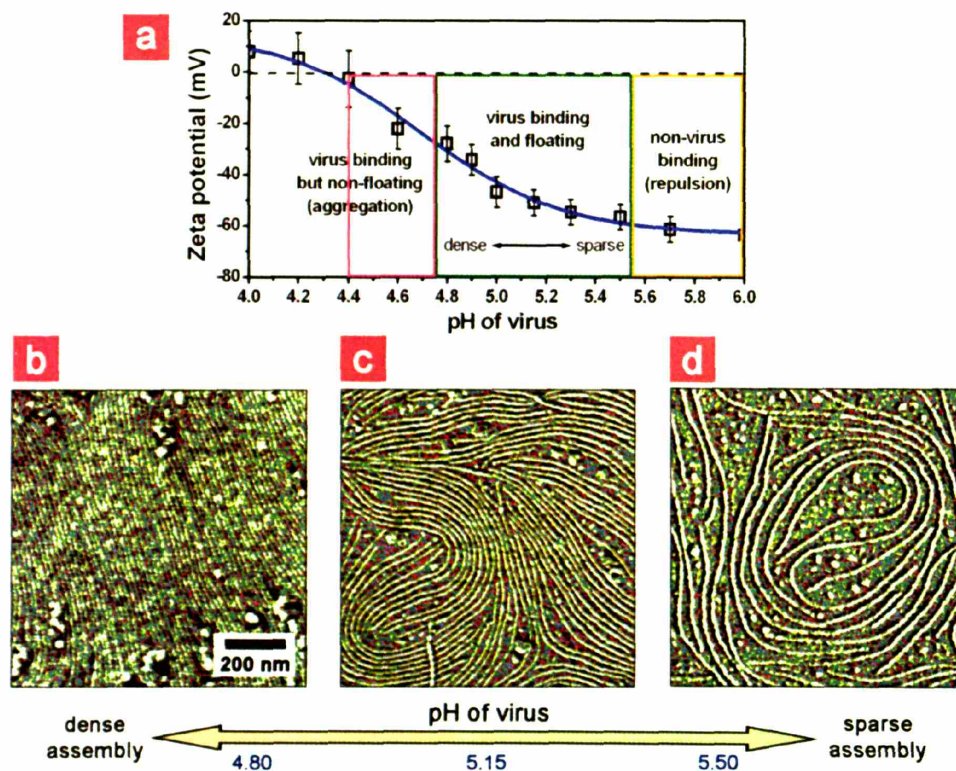 a
20
0
-20
-40
-60
-80
Zeta potential (mV)
virus binding
but non-floating
(aggregation)
virus binding
and floating
dense
sparse
non-virus
binding
(repulsion)
4.0 4.2 4.4 4.6 4.8 5.0 5.2 5.4 5.6 5.8 6.0
pH of virus
b
c
d
200 nm
dense
assembly
pH of virus
sparse
assembly
4.80 5.15 5.50